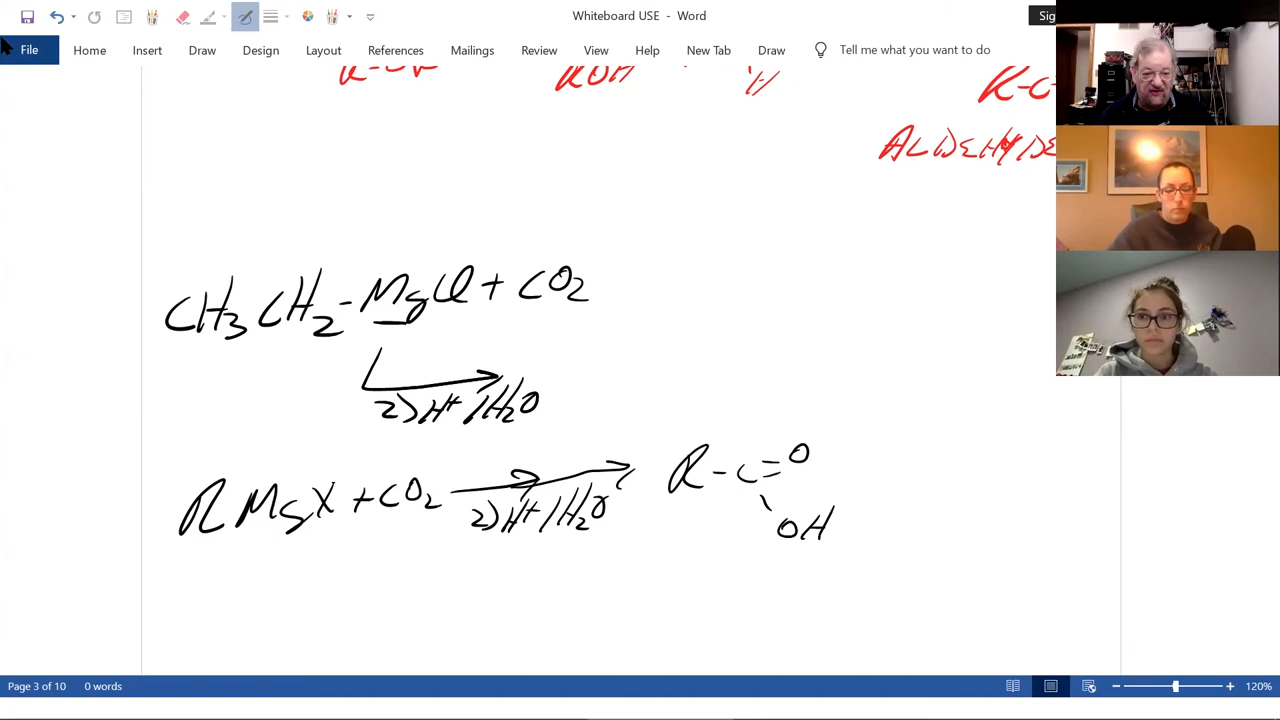 Whiteboard USE - Word
Sig
File Home Insert Draw Design Layout References Mailings Review View Help New Tab Draw Tell me what you want to do
ROH
H
R-C
ALDEHYDE
CH3CH2-MgCl + CO2
2) H+/H2O
RMgX + CO2
2) H+/H2O
R-C=O
OH
Page 3 of 10 0 words 120%